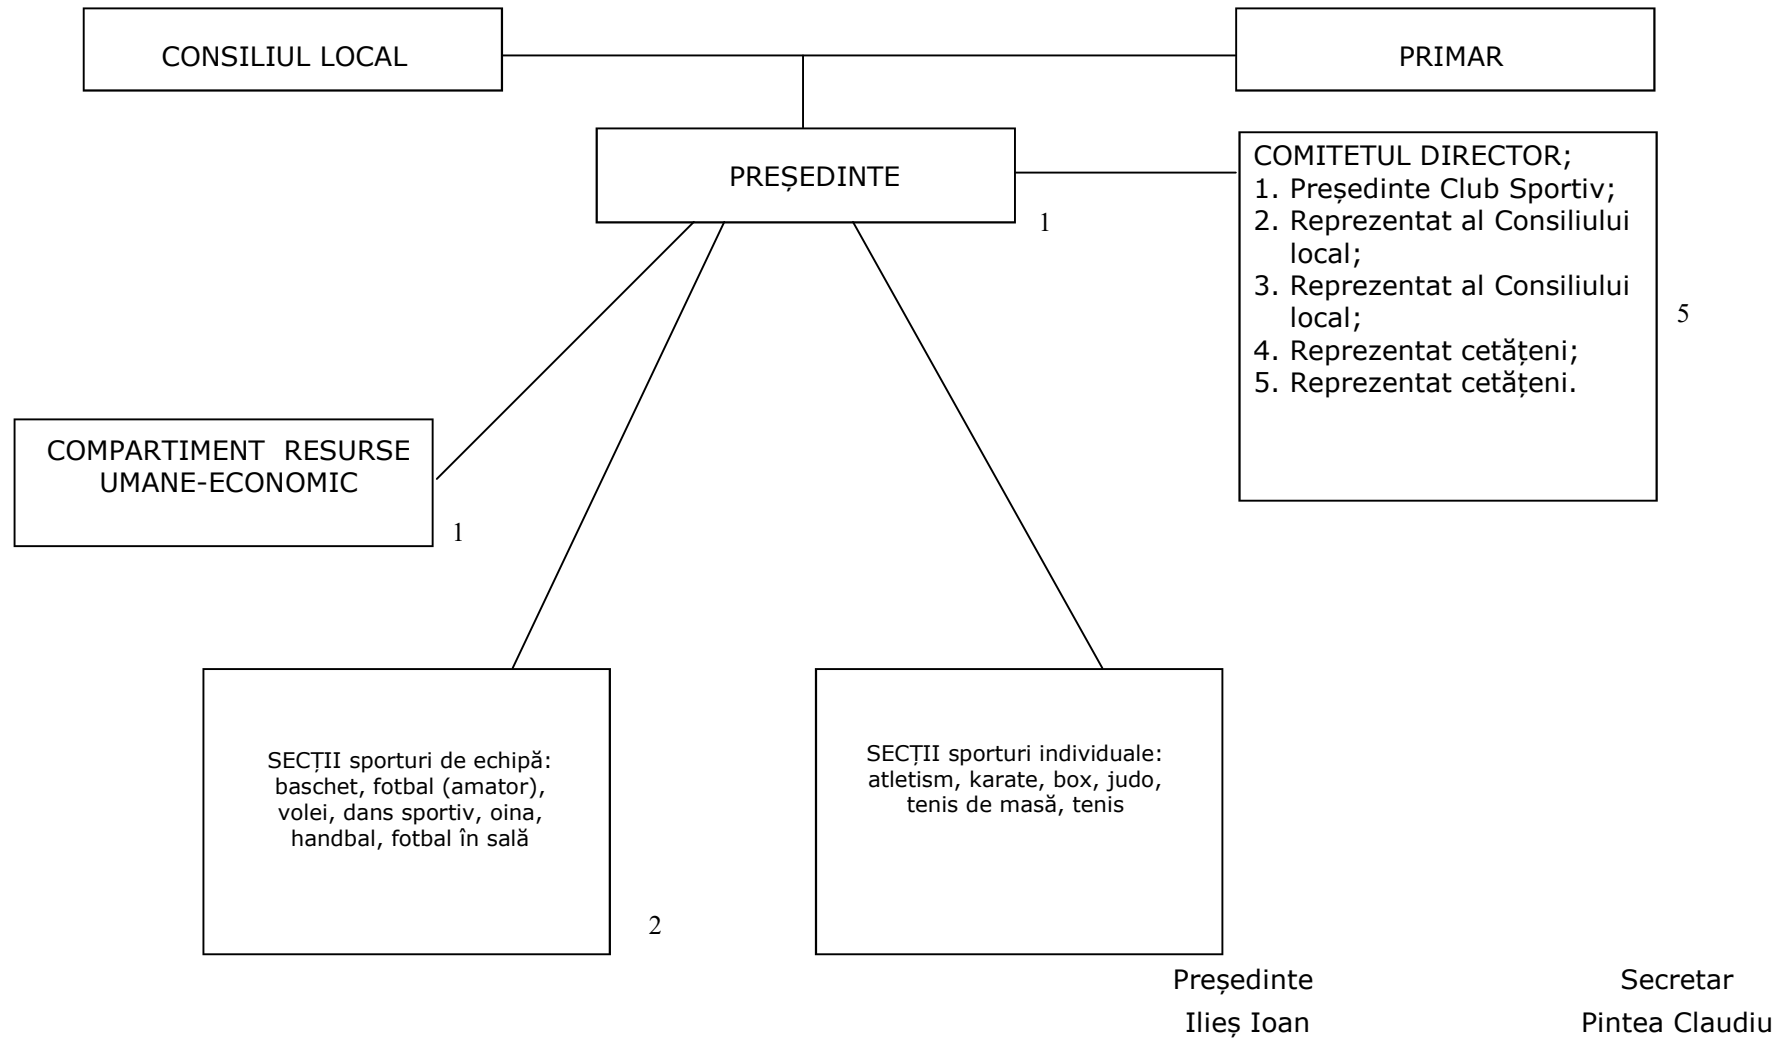 CONSILIUL LOCAL
PRIMAR
PREȘEDINTE
1
COMITETUL DIRECTOR;
1. Președinte Club Sportiv;
2. Reprezentat al Consiliului
local;
3. Reprezentat al Consiliului
local;
4. Reprezentat cetățeni;
5. Reprezentat cetățeni.
5
COMPARTIMENT RESURSE
UMANE-ECONOMIC
1
SECȚII sporturi de echipă:
baschet, fotbal (amator),
volei, dans sportiv, oina,
handbal, fotbal în sală
2
SECȚII sporturi individuale:
atletism, karate, box, judo,
tenis de masă, tenis
Președinte
Ilieș Ioan
Secretar
Pintea Claudiu